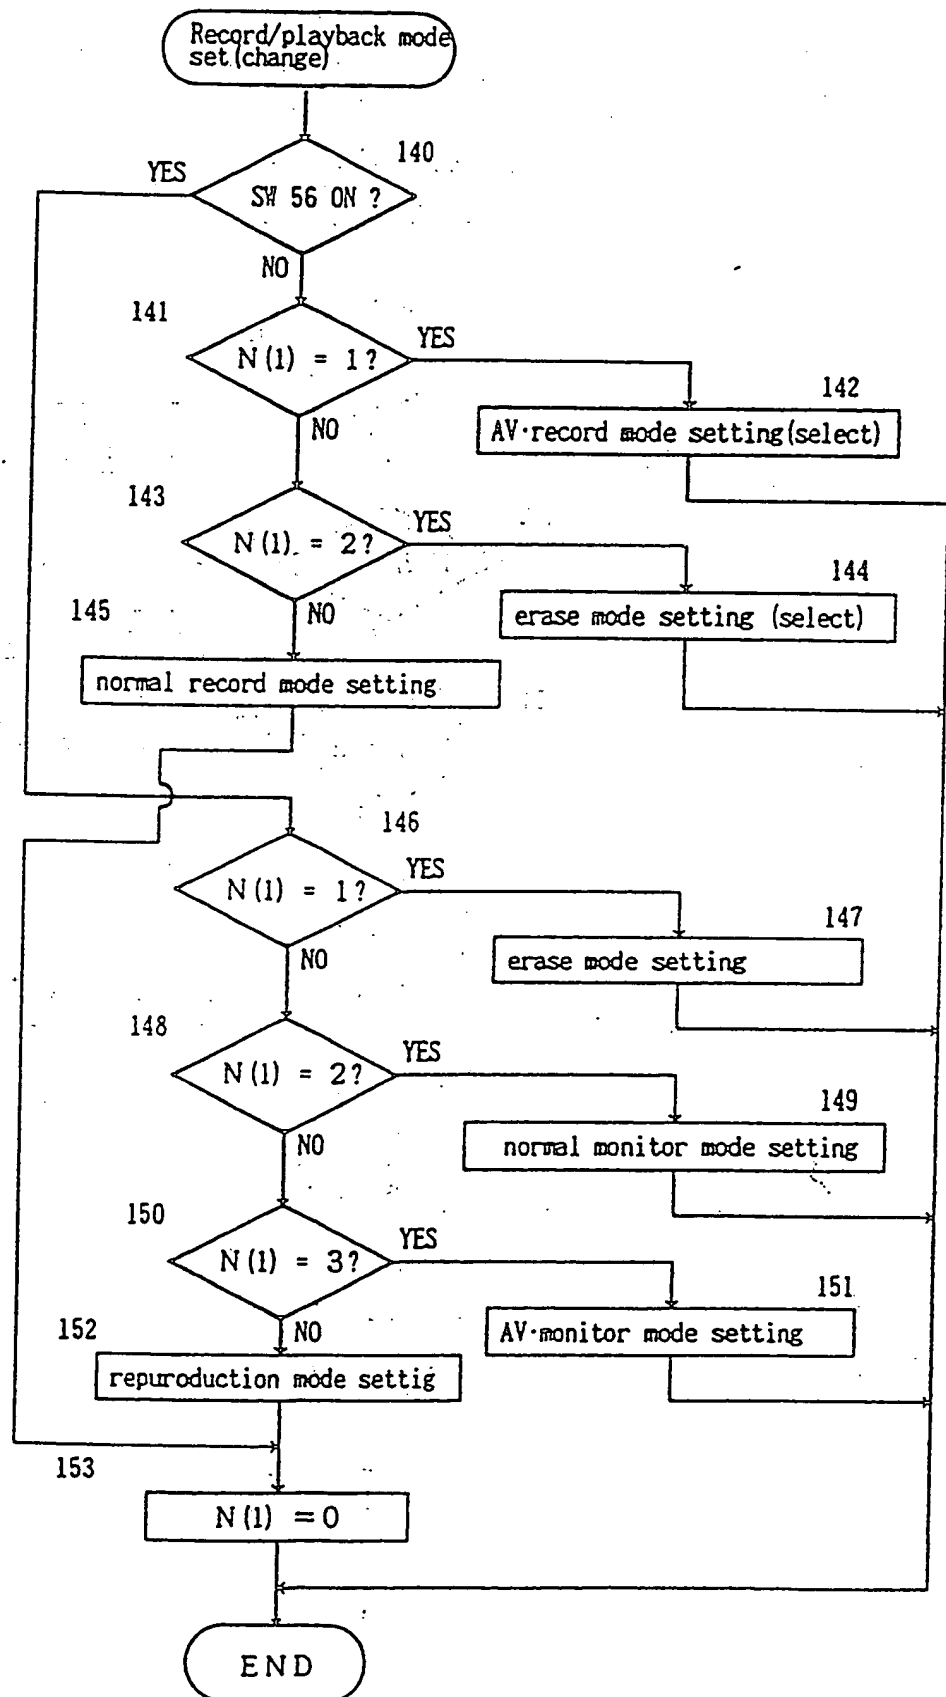 Record/playback mode
set(change)
140
YES
SW 56 ON ?
NO
141
YES
N(1) = 1?
142
NO
AV·record mode setting(select)
143
YES
N(1) = 2?
144
145
NO
erase mode setting (select)
normal record mode setting
146
YES
N(1) = 1?
147
NO
erase mode setting
148
YES
N(1) = 2?
149
NO
normal monitor mode setting
150
YES
N(1) = 3?
151
152
NO
AV·monitor mode setting
repuroduction mode settig
153
N(1) = 0
END